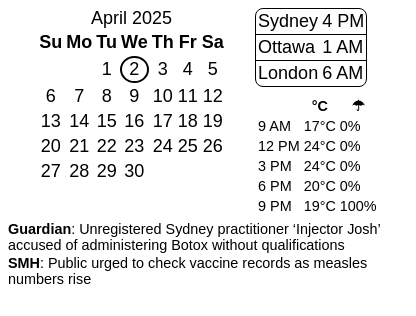 April 2025
Su Mo Tu We Th Fr Sa
1 2 3 4 5
6 7 8 9 10 11 12
13 14 15 16 17 18 19
20 21 22 23 24 25 26
27 28 29 30
Sydney 4 PM
Ottawa 1 AM
London 6 AM
°C ☂
9 AM 17°C 0%
12 PM 24°C 0%
3 PM 24°C 0%
6 PM 20°C 0%
9 PM 19°C 100%
Guardian: Unregistered Sydney practitioner ‘Injector Josh’
accused of administering Botox without qualifications
SMH: Public urged to check vaccine records as measles
numbers rise